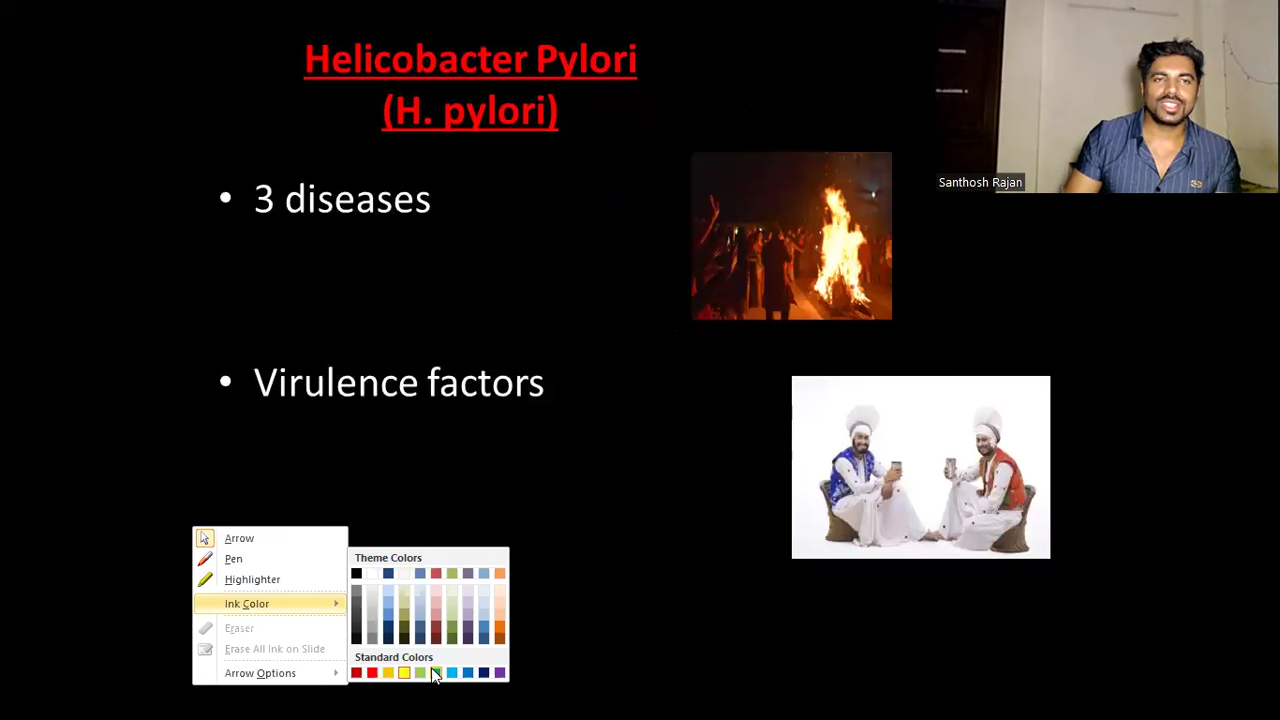 Helicobacter Pylori
(H. pylori)
• 3 diseases
• Virulence factors
Santhosh Rajan
Arrow
Pen
Highlighter
Ink Color
Eraser
Erase All Ink on Slide
Arrow Options
Theme Colors
Standard Colors